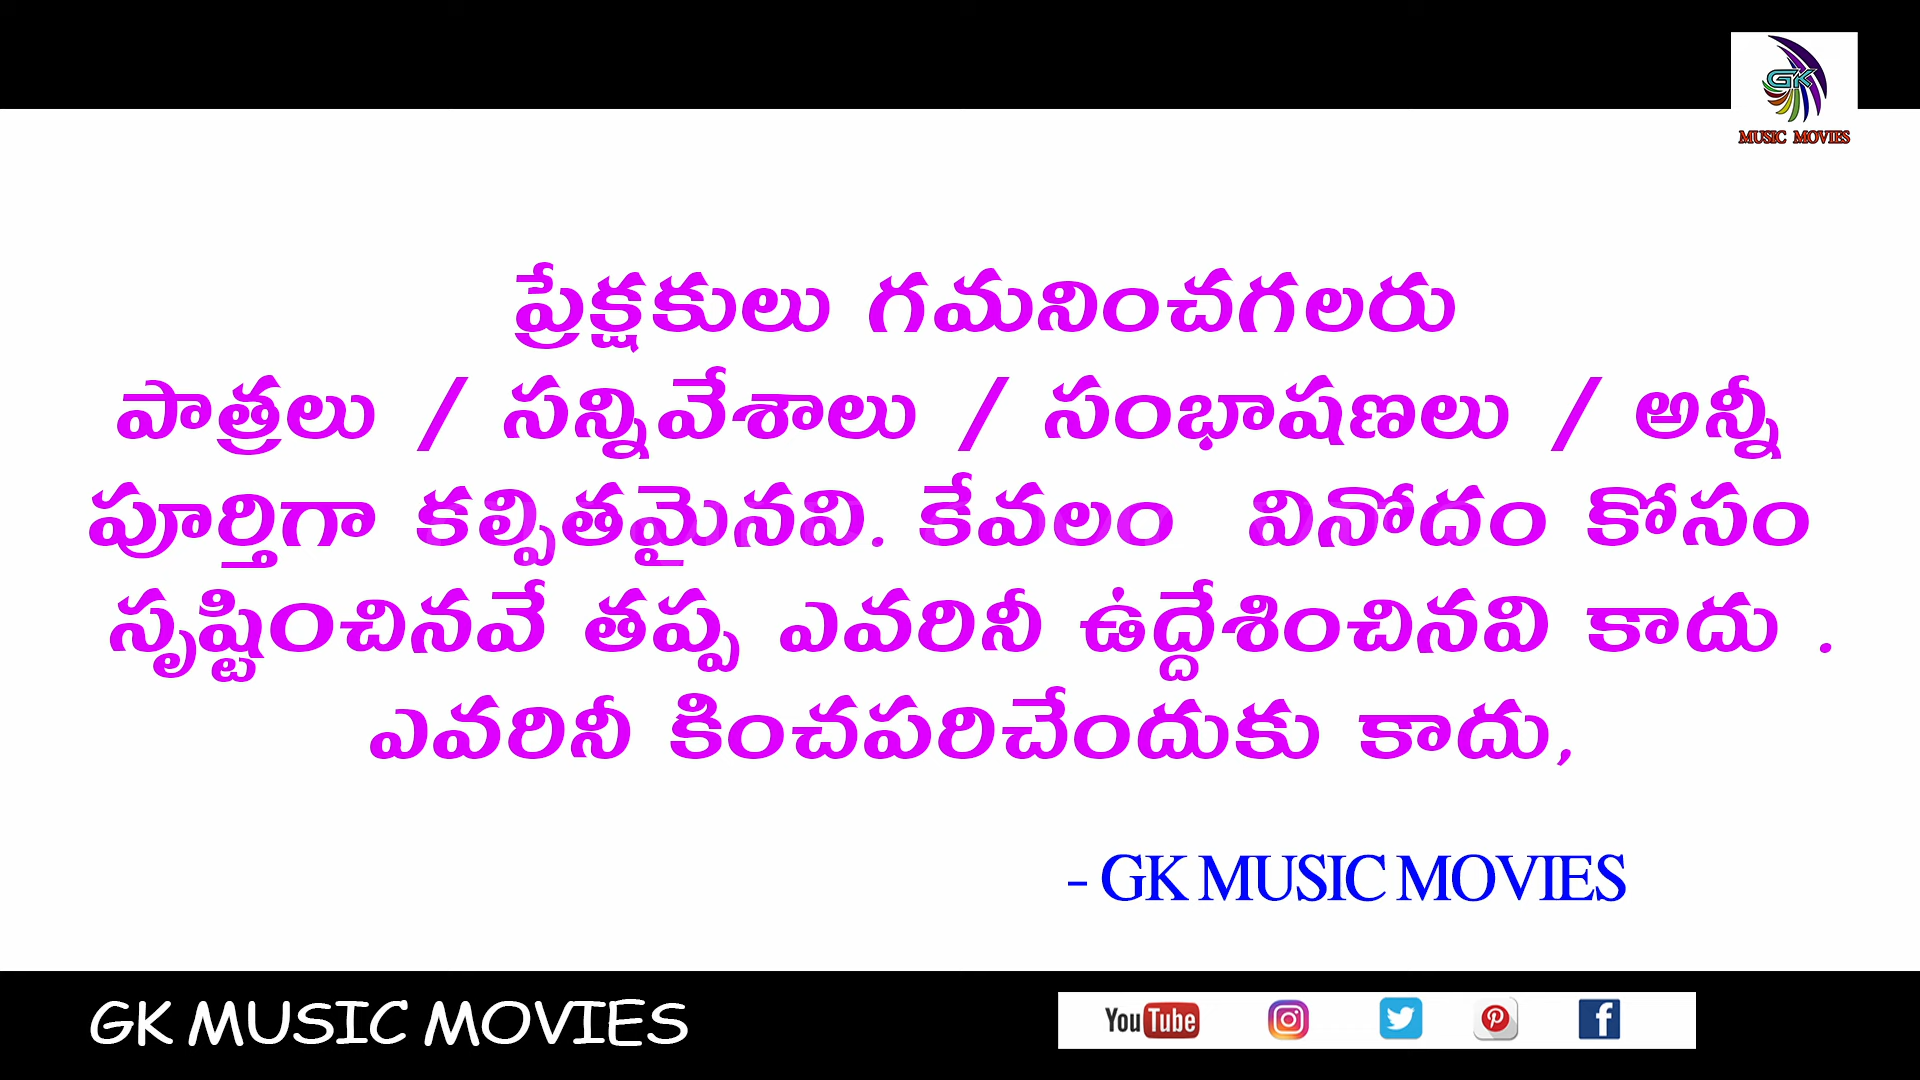 GK
MUSIC MOVIES
ప్రేక్షకులు గమనించగలరు
పాత్రలు / సన్నివేశాలు / సంభాషణలు / అన్నీ
పూర్తిగా కల్పితమైనవి. కేవలం వినోదం కోసం
సృష్టించినవే తప్ప ఎవరినీ ఉద్దేశించినవి కాదు .
ఎవరినీ కించపరిచేందుకు కాదు,
- GK MUSIC MOVIES
GK MUSIC MOVIES
YouTube